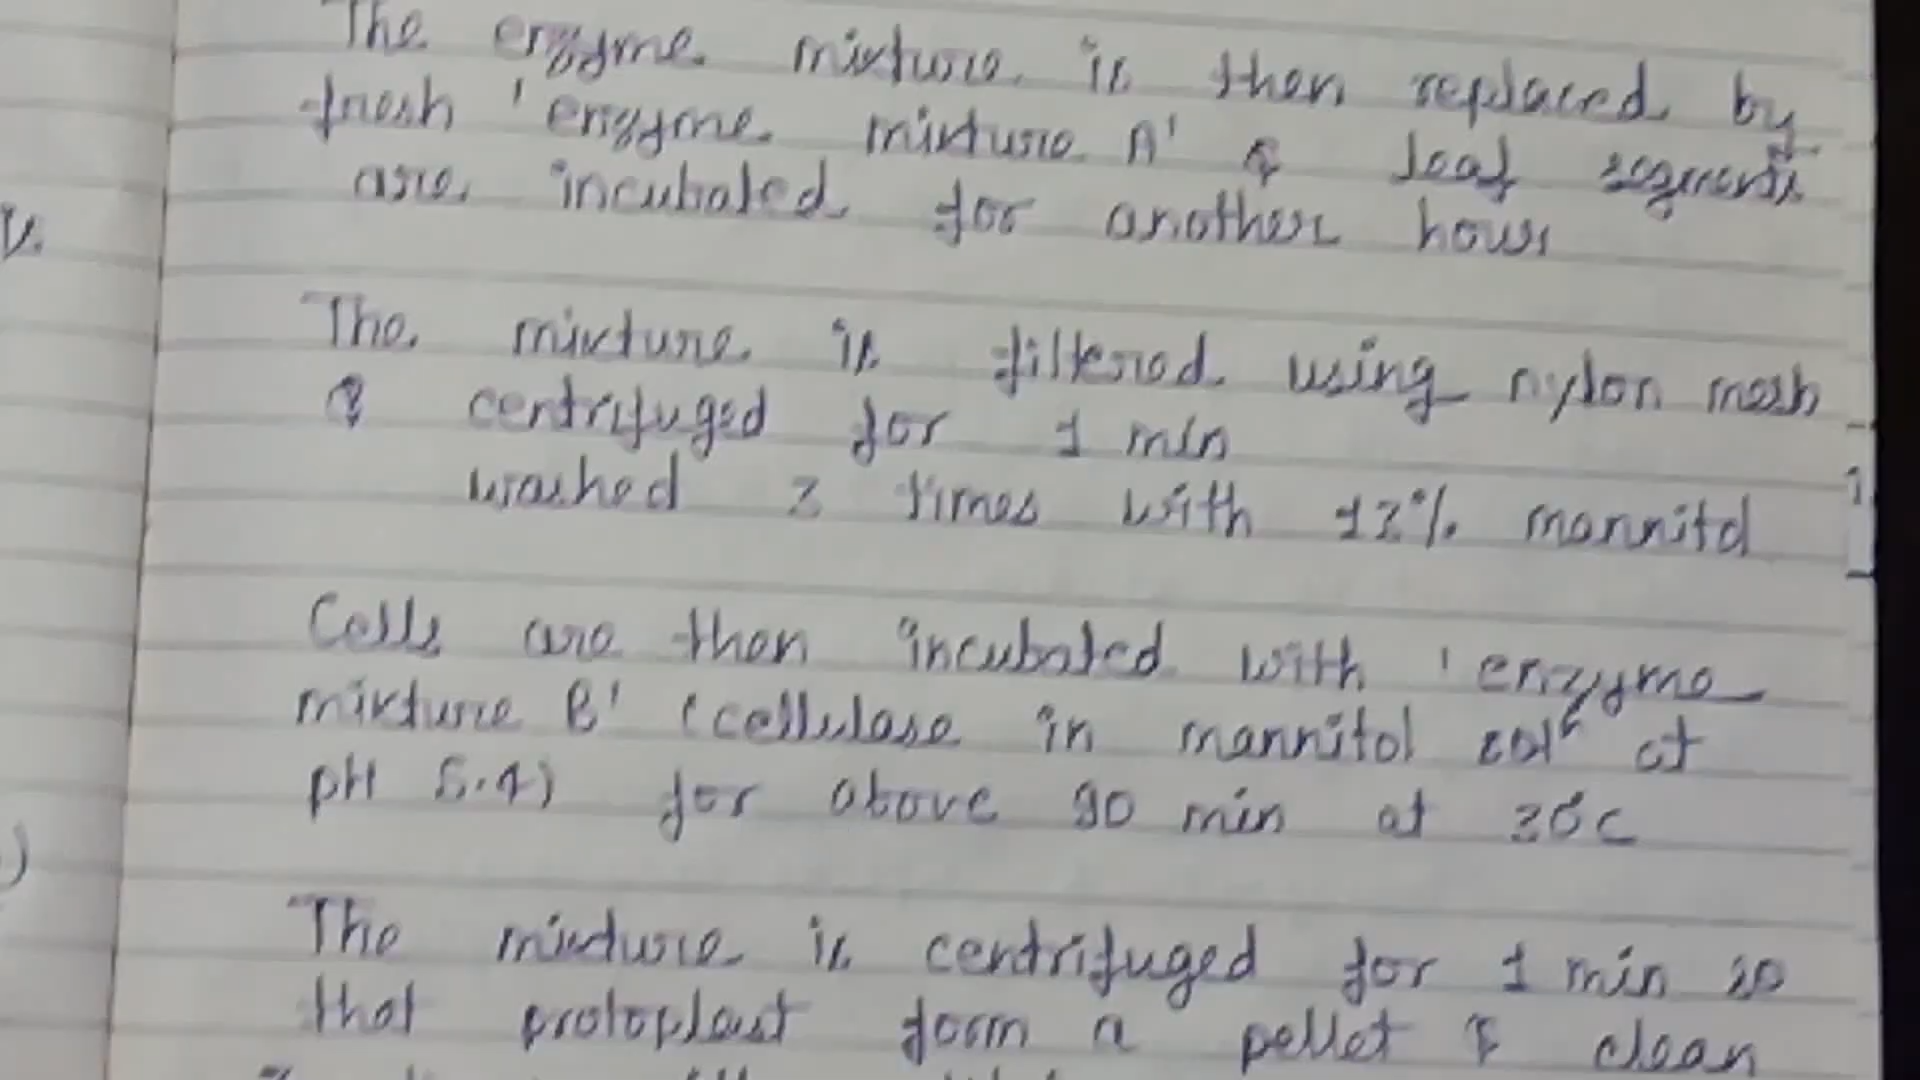 The enzyme mixture is then replaced by
fresh 'enzyme mixture A' & leaf segments
are incubated for another hour
V.
The mixture is filtered using nylon mesh
& centrifuged for 1 min
washed 2 times with 12% mannitol
Cells are then incubated with 'enzyme
mixture B' (cellulase in mannitol solⁿ at
pH 5.4) for above 90 min at 30°C
)
The mixture is centrifuged for 1 min so
that protoplast form a pellet & clean